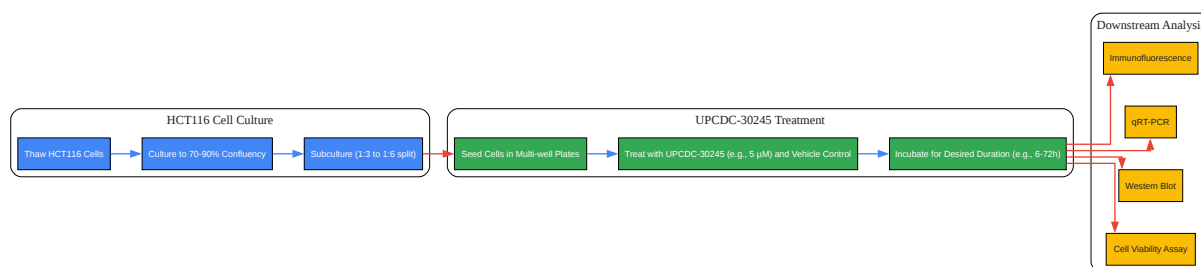 HCT116 Cell Culture
Thaw HCT116 Cells
Culture to 70-90% Confluency
Subculture (1:3 to 1:6 split)
UPCDC-30245 Treatment
Seed Cells in Multi-well Plates
Treat with UPCDC-30245 (e.g., 5 μM) and Vehicle Control
Incubate for Desired Duration (e.g., 6-72h)
Downstream Analysis
Immunofluorescence
qRT-PCR
Western Blot
Cell Viability Assay